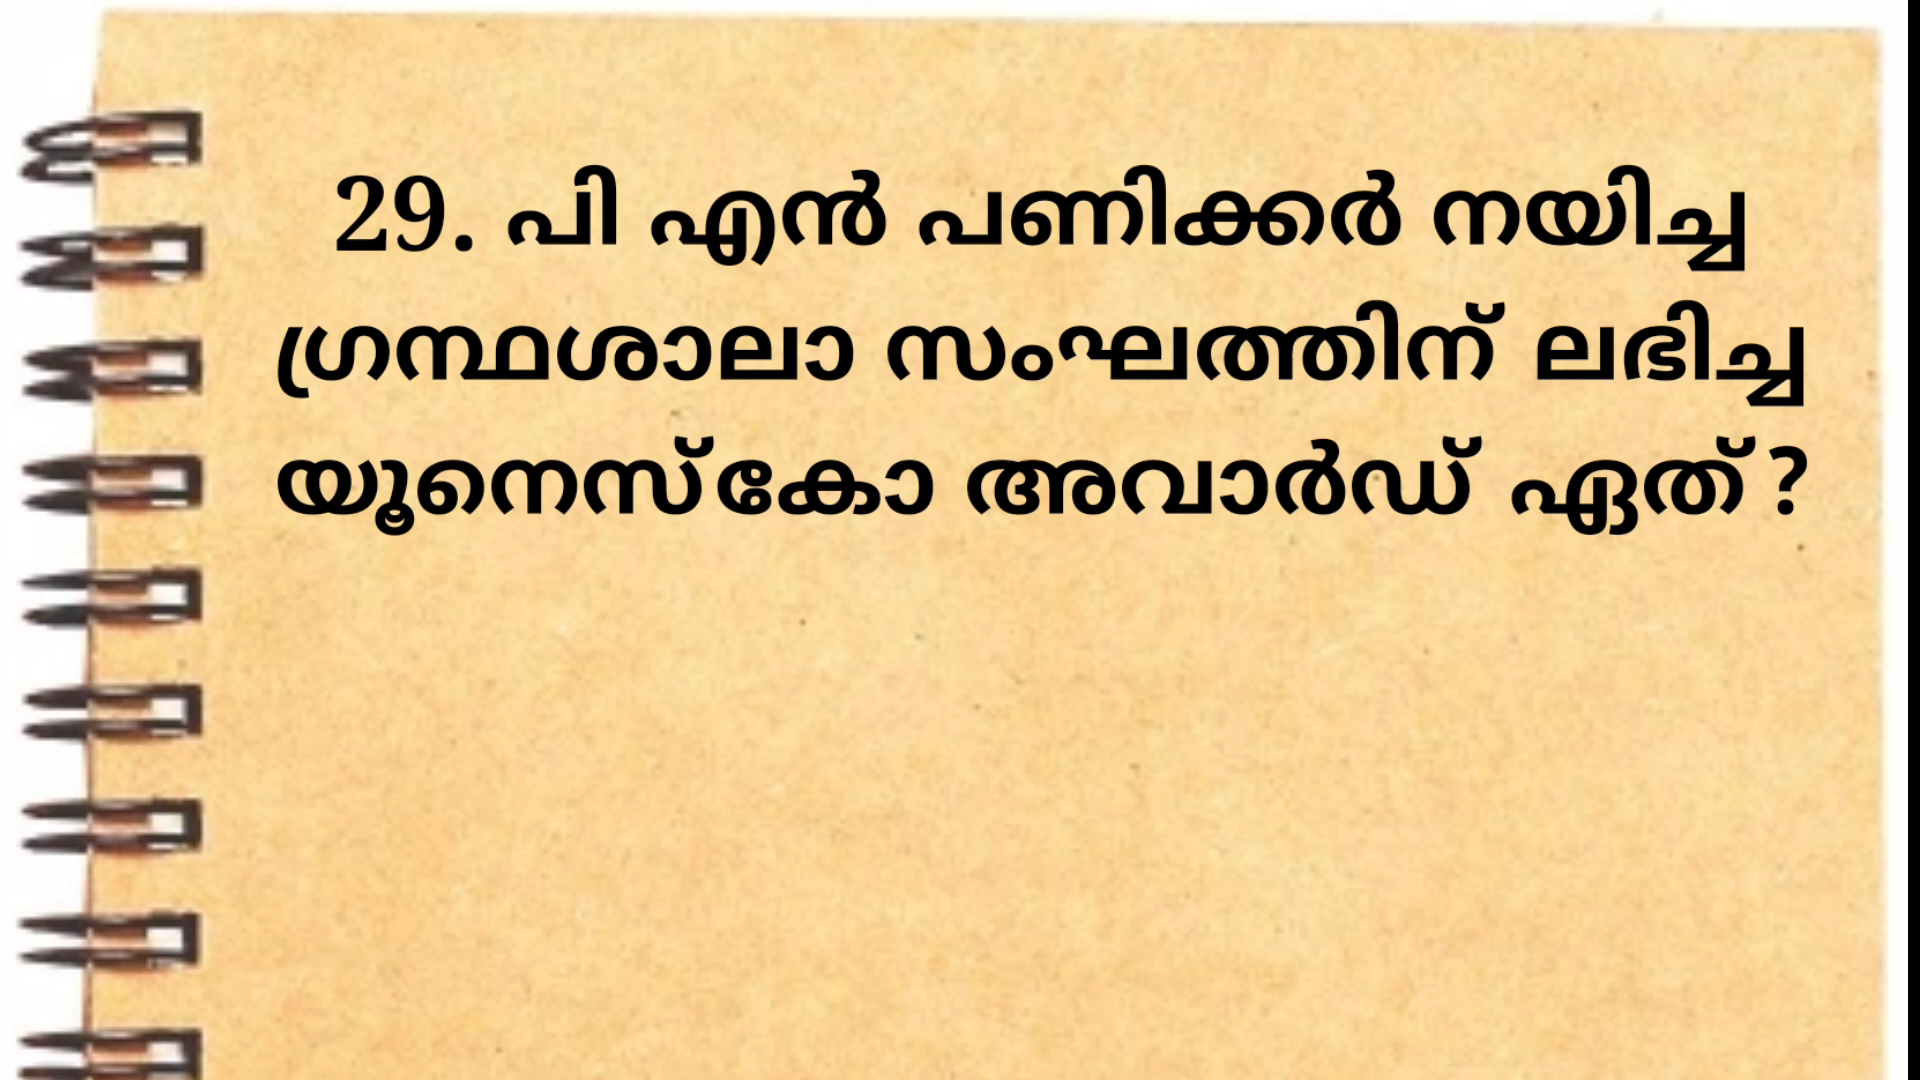 29. പി എൻ പണിക്കർ നയിച്ച
ഗ്രന്ഥശാലാ സംഘത്തിന് ലഭിച്ച
യൂനെസ്കോ അവാർഡ് ഏത്?